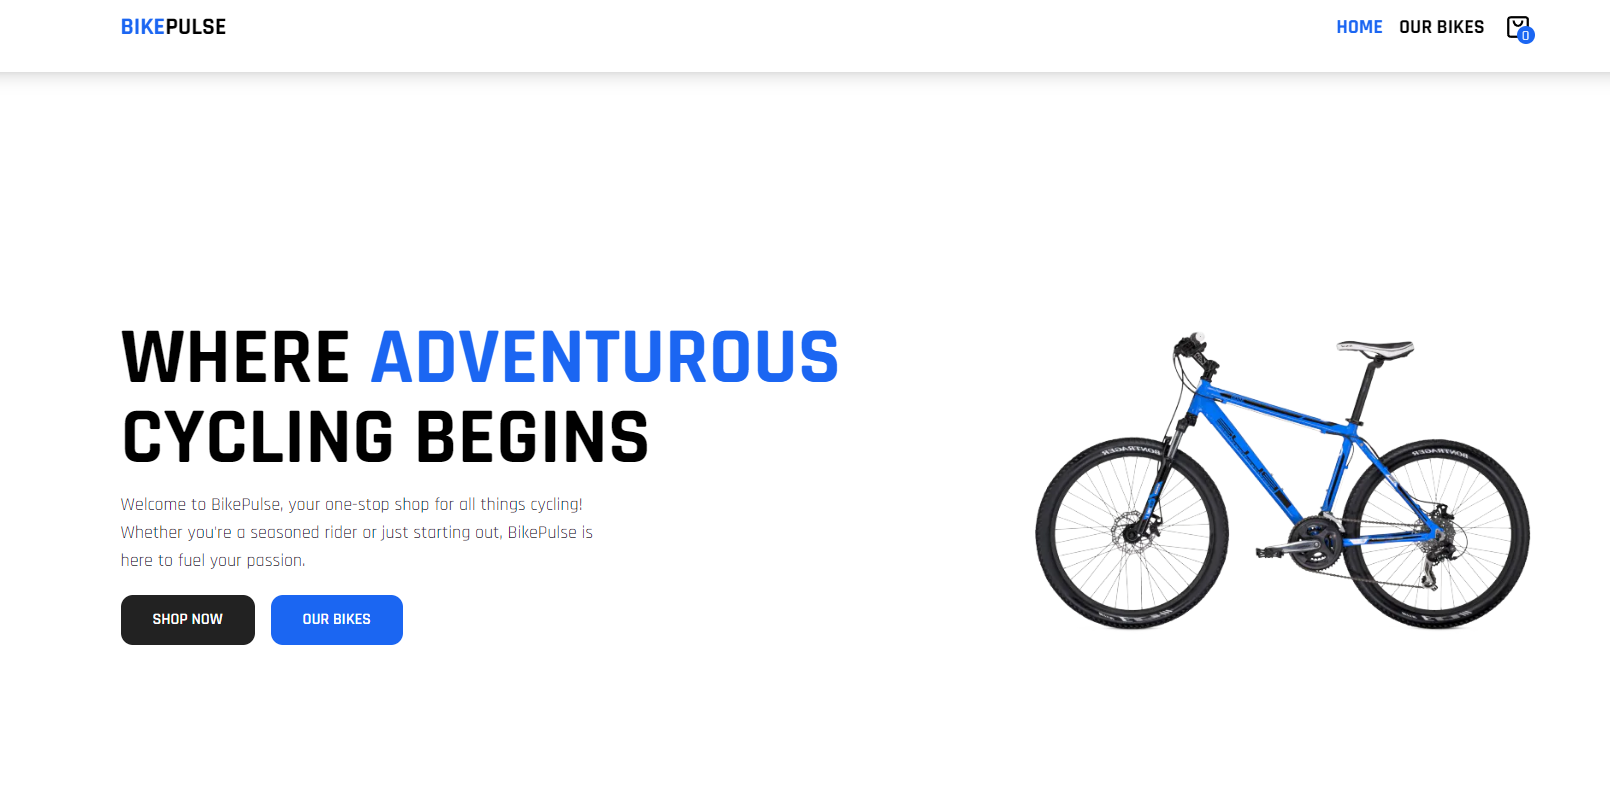 BIKEPULSE
HOME OUR BIKES 0
WHERE ADVENTUROUS
CYCLING BEGINS
Welcome to BikePulse, your one-stop shop for all things cycling!
Whether you're a seasoned rider or just starting out, BikePulse is
here to fuel your passion.
SHOP NOW OUR BIKES
BONTRAGER BONTRAGER